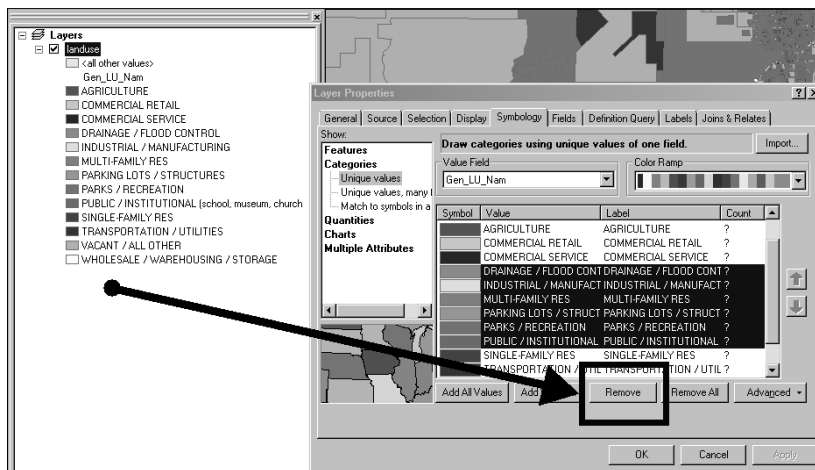 Layers
landuse
<all other values>
Gen_LU_Nam
AGRICULTURE
COMMERCIAL RETAIL
COMMERCIAL SERVICE
DRAINAGE / FLOOD CONTROL
INDUSTRIAL / MANUFACTURING
MULTI-FAMILY RES
PARKING LOTS / STRUCTURES
PARKS / RECREATION
PUBLIC / INSTITUTIONAL (school, museum, church
SINGLE-FAMILY RES
TRANSPORTATION / UTILITIES
VACANT / ALL OTHER
WHOLESALE / WAREHOUSING / STORAGE
Layer Properties
General Source Selection Display Symbology Fields Definition Query Labels Joins & Relates
Show:
Features
Categories
Unique values
Unique values, many f
Match to symbols in a
Quantities
Charts
Multiple Attributes
Draw categories using unique values of one field.
Import...
Value Field
Gen_LU_Nam
Color Ramp
Symbol Value Label Count
AGRICULTURE AGRICULTURE ?
COMMERCIAL RETAIL COMMERCIAL RETAIL ?
COMMERCIAL SERVICE COMMERCIAL SERVICE ?
DRAINAGE / FLOOD CONT DRAINAGE / FLOOD CONT ?
INDUSTRIAL / MANUFACT INDUSTRIAL / MANUFACT ?
MULTI-FAMILY RES MULTI-FAMILY RES ?
PARKING LOTS / STRUCT PARKING LOTS / STRUCT ?
PARKS / RECREATION PARKS / RECREATION ?
PUBLIC / INSTITUTIONAL PUBLIC / INSTITUTIONAL ?
SINGLE-FAMILY RES SINGLE-FAMILY RES ?
TRANSPORTATION / UTIL TRANSPORTATION / UTIL ?
Add All Values Add Remove Remove All Advanced
OK Cancel Apply